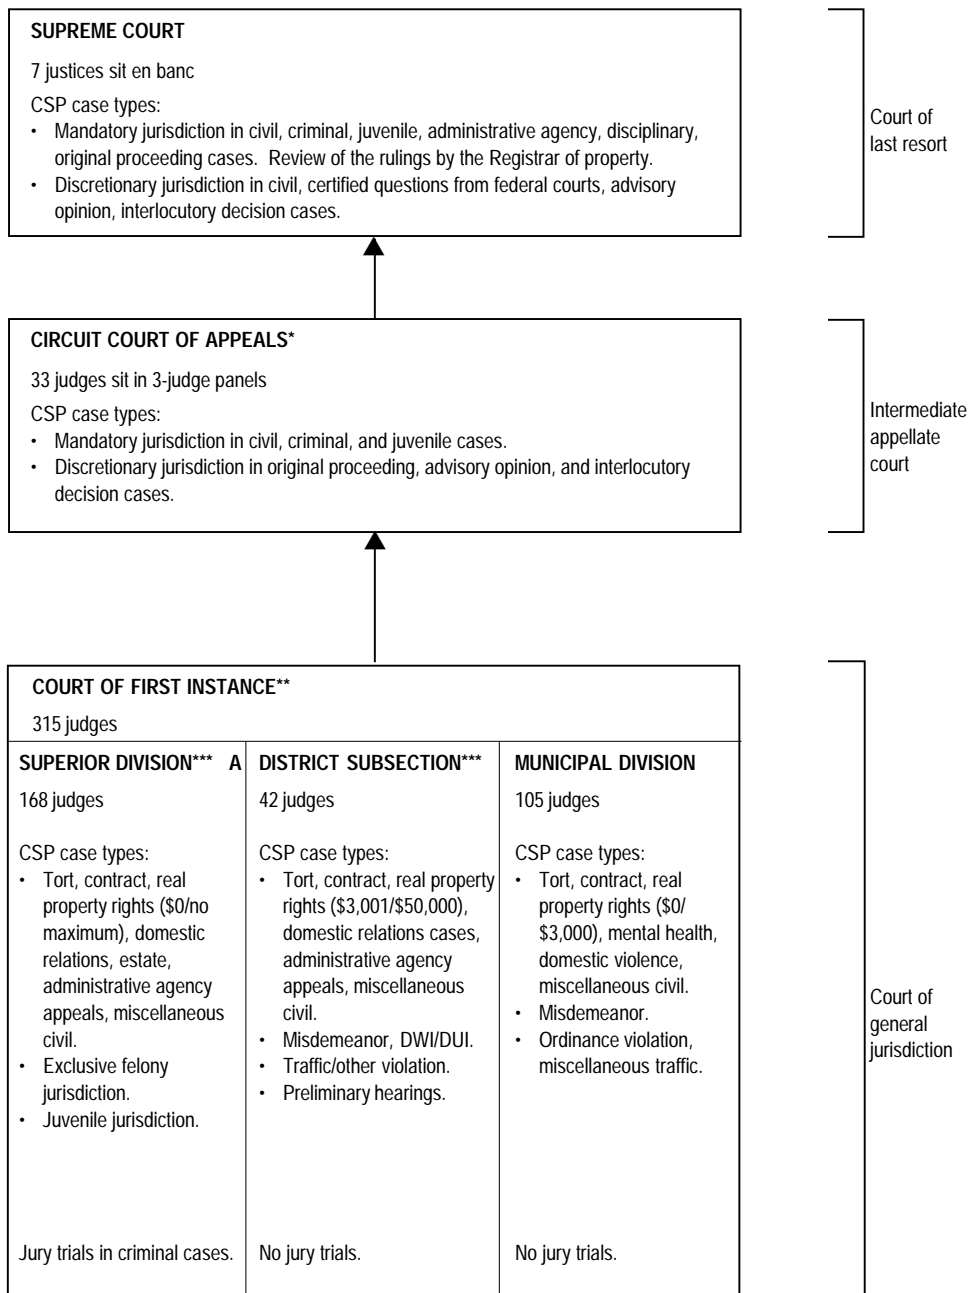 SUPREME COURT
7 justices sit en banc
CSP case types:
• Mandatory jurisdiction in civil, criminal, juvenile, administrative agency, disciplinary,
original proceeding cases. Review of the rulings by the Registrar of property.
• Discretionary jurisdiction in civil, certified questions from federal courts, advisory
opinion, interlocutory decision cases.
Court of
last resort
CIRCUIT COURT OF APPEALS*
33 judges sit in 3-judge panels
CSP case types:
• Mandatory jurisdiction in civil, criminal, and juvenile cases.
• Discretionary jurisdiction in original proceeding, advisory opinion, and interlocutory
decision cases.
Intermediate
appellate
court
COURT OF FIRST INSTANCE**
315 judges
SUPERIOR DIVISION*** A
168 judges
CSP case types:
• Tort, contract, real
property rights ($0/no
maximum), domestic
relations, estate,
administrative agency
appeals, miscellaneous
civil.
• Exclusive felony
jurisdiction.
• Juvenile jurisdiction.
Jury trials in criminal cases.
DISTRICT SUBSECTION***
42 judges
CSP case types:
• Tort, contract, real property
rights ($3,001/$50,000),
domestic relations cases,
administrative agency
appeals, miscellaneous
civil.
• Misdemeanor, DWI/DUI.
• Traffic/other violation.
• Preliminary hearings.
No jury trials.
MUNICIPAL DIVISION
105 judges
CSP case types:
• Tort, contract, real
property rights ($0/
$3,000), mental health,
domestic violence,
miscellaneous civil.
• Misdemeanor.
• Ordinance violation,
miscellaneous traffic.
No jury trials.
Court of
general
jurisdiction